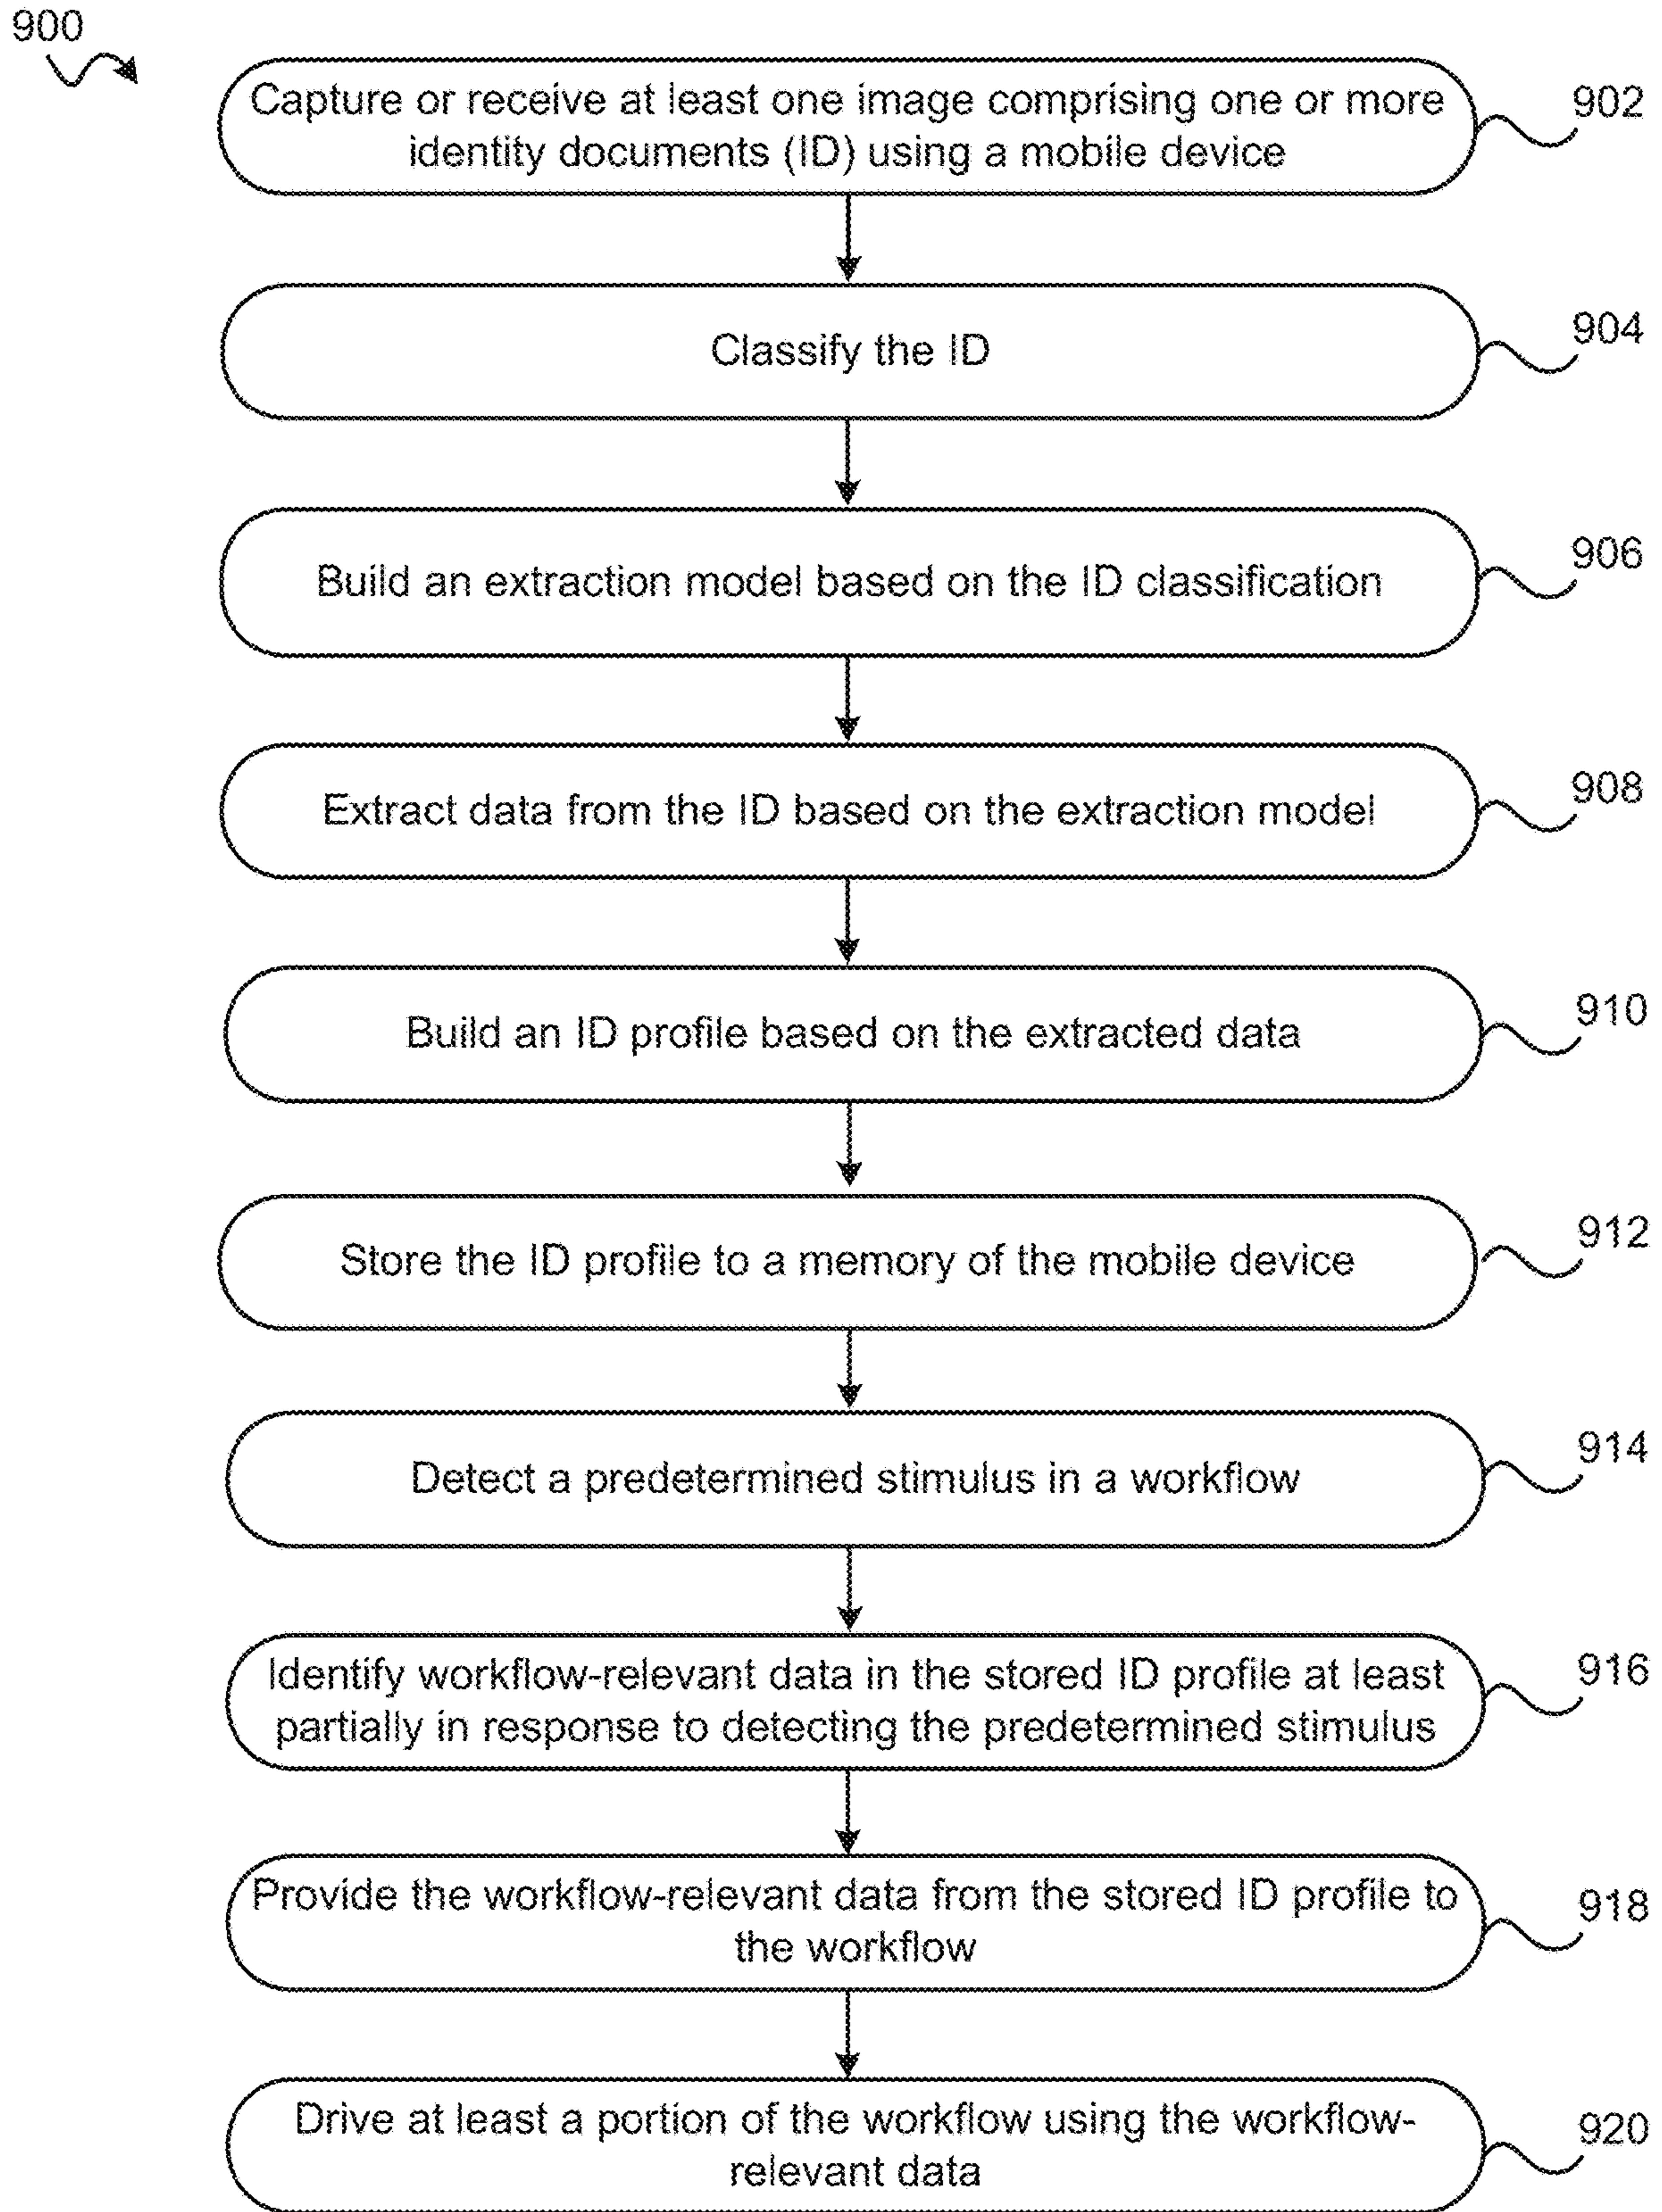 900
Capture or receive at least one image comprising one or more
identity documents (ID) using a mobile device
902
Classify the ID
904
Build an extraction model based on the ID classification
906
Extract data from the ID based on the extraction model
908
Build an ID profile based on the extracted data
910
Store the ID profile to a memory of the mobile device
912
Detect a predetermined stimulus in a workflow
914
Identify workflow-relevant data in the stored ID profile at least
partially in response to detecting the predetermined stimulus
916
Provide the workflow-relevant data from the stored ID profile to
the workflow
918
Drive at least a portion of the workflow using the workflow-
relevant data
920